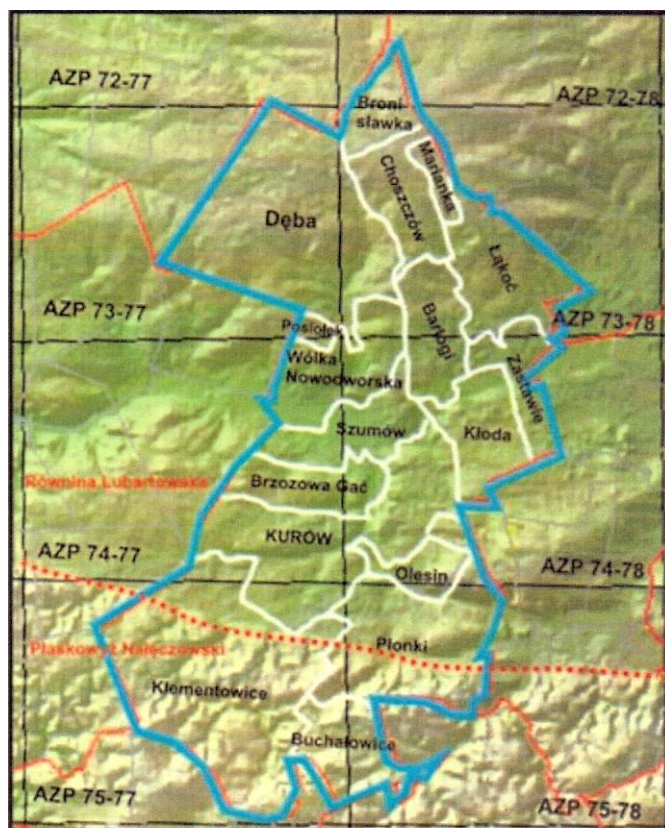 AZP 72-77
AZP 72-78
Broni
sławka
Marianka
Choszczów
Dęba
Łąkoć
AZP 73-77
AZP 73-78
Posiołek
Barłogi
Wólka
Nowodworska
Zastawie
Szumów
Kłoda
Równina Lubartowska
Brzozowa Gać
KURÓW
AZP 74-77
AZP 74-78
Olesin
Płonki
Płaskowyż Nałęczowski
Klementowice
Buchałowice
AZP 75-77
AZP 75-78